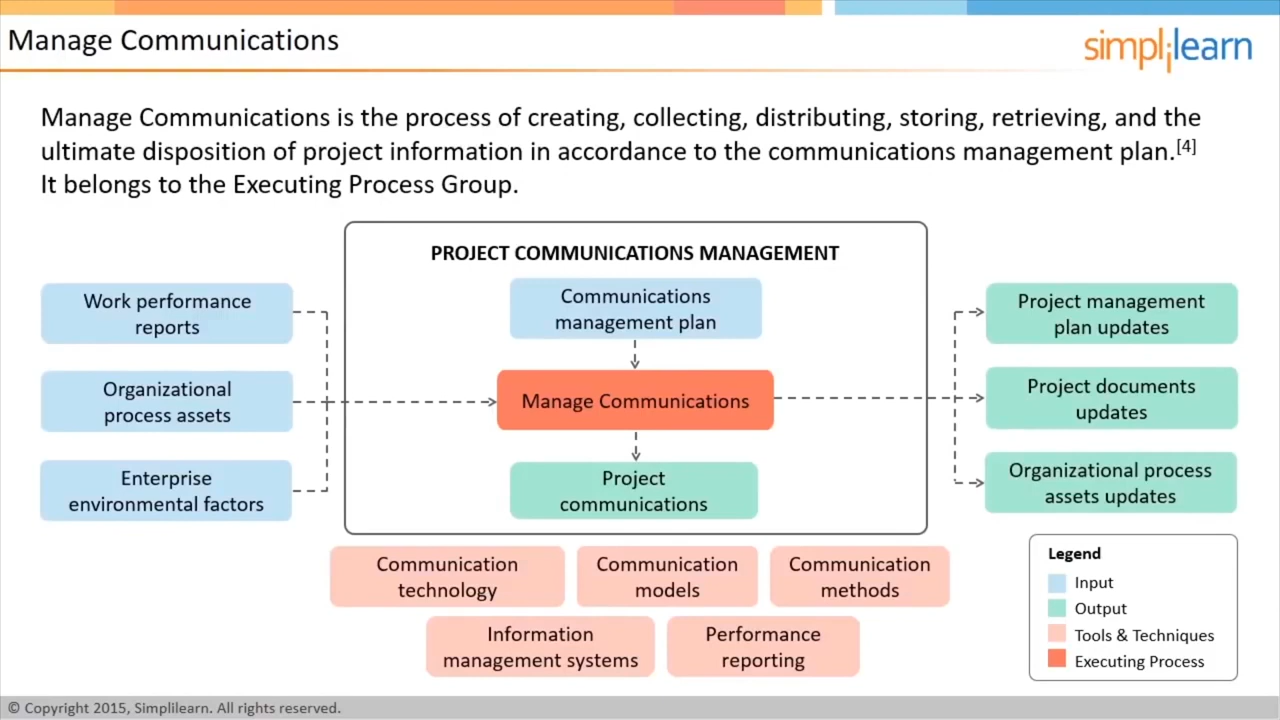 Manage Communications
simplilearn
Manage Communications is the process of creating, collecting, distributing, storing, retrieving, and the
ultimate disposition of project information in accordance to the communications management plan.[4]
It belongs to the Executing Process Group.
PROJECT COMMUNICATIONS MANAGEMENT
Work performance
reports
Organizational
process assets
Enterprise
environmental factors
Communications
management plan
Manage Communications
Project
communications
Project management
plan updates
Project documents
updates
Organizational process
assets updates
Communication
technology
Communication
models
Communication
methods
Information
management systems
Performance
reporting
Legend
Input
Output
Tools & Techniques
Executing Process
© Copyright 2015, Simplilearn. All rights reserved.